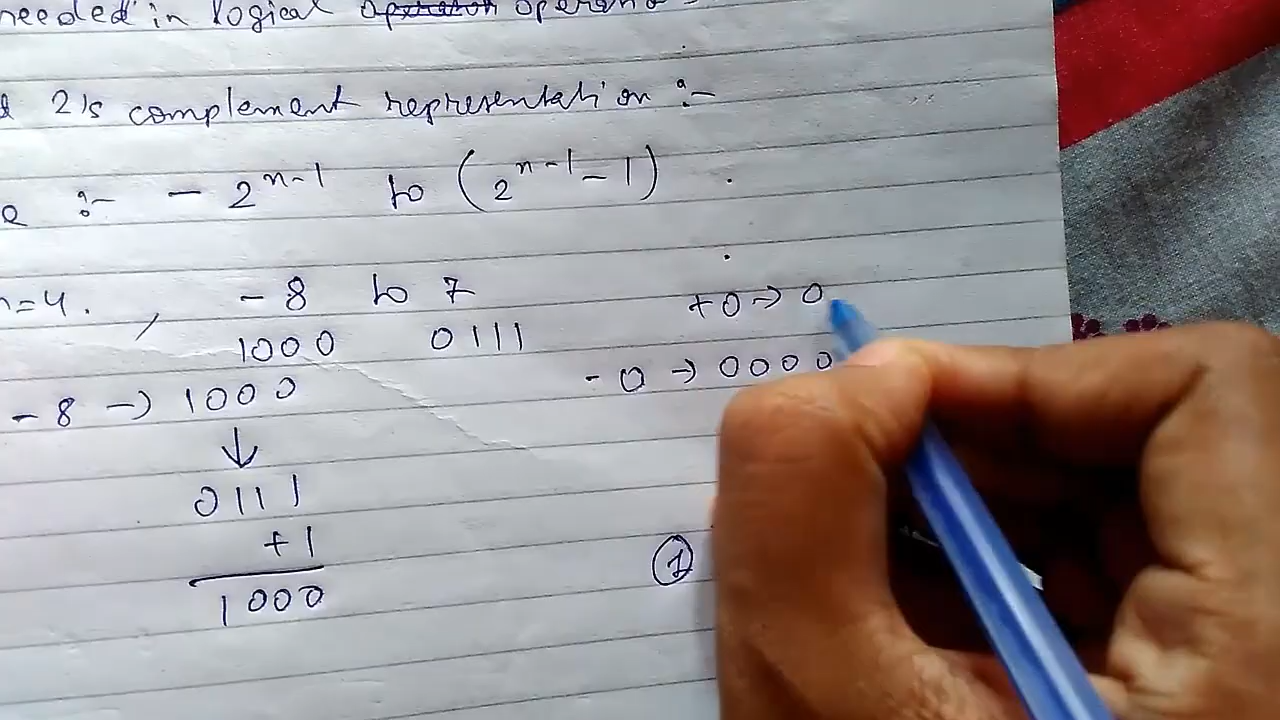 needed in logical operation
2's complement representation :-
:- - 2^{n-1} to (2^{n-1} - 1)
n=4. , - 8 to 7 +0 → 0
1000 0111
- 0 → 0000
- 8 → 1000
↓
0111
+1
1000
①